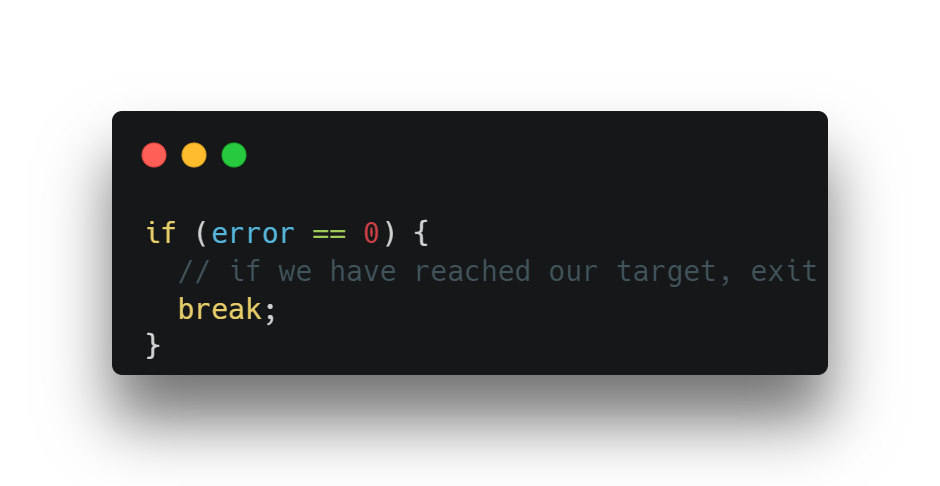 if (error == 0) {
  // if we have reached our target, exit
  break;
}